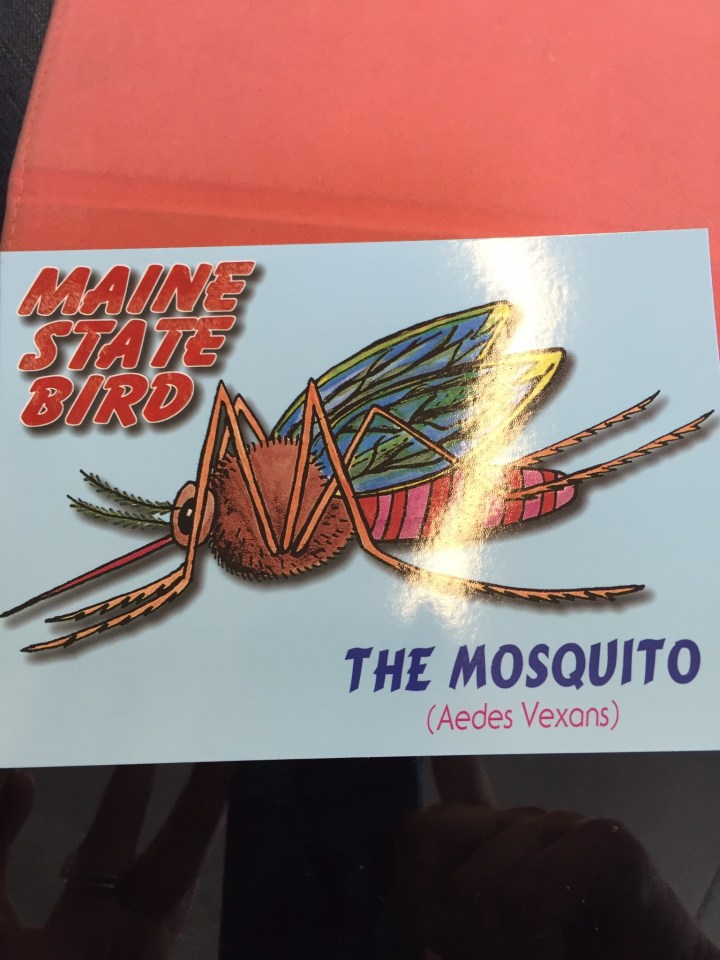 MAINE
STATE
BIRD
THE MOSQUITO
(Aedes Vexans)